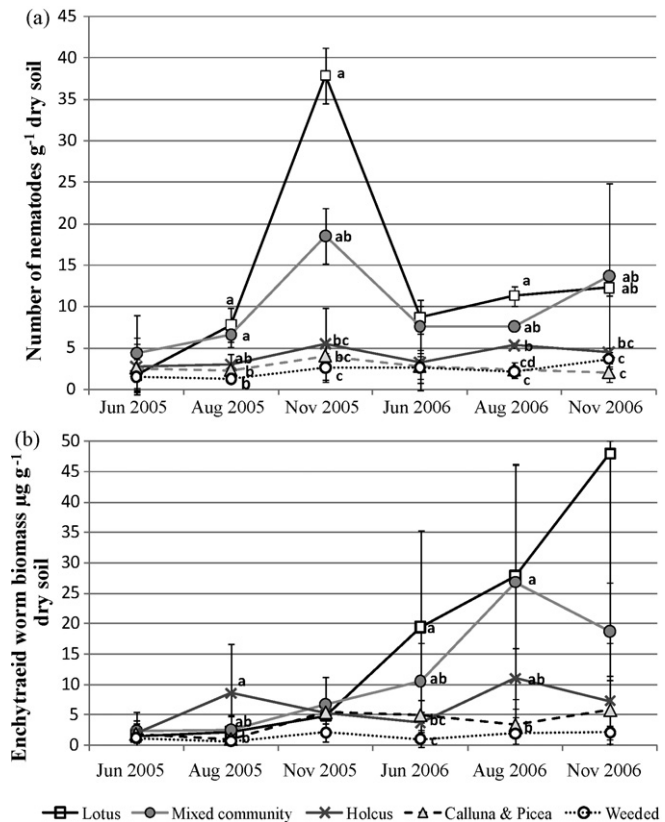 (a)
Number of nematodes g-1 dry soil
45
40
35
30
25
20
15
10
5
0
a
a
a
ab
b
b
a
ab
bc
bc
c
a
ab
b
cd
c
ab
ab
bc
c
c
Jun 2005 Aug 2005 Nov 2005 Jun 2006 Aug 2006 Nov 2006
(b)
Enchytraeid worm biomass µg g-1
dry soil
50
45
40
35
30
25
20
15
10
5
0
a
ab
b
a
ab
bc
c
a
ab
b
Jun 2005 Aug 2005 Nov 2005 Jun 2006 Aug 2006 Nov 2006
Lotus Mixed community Holcus Calluna & Picea Weeded